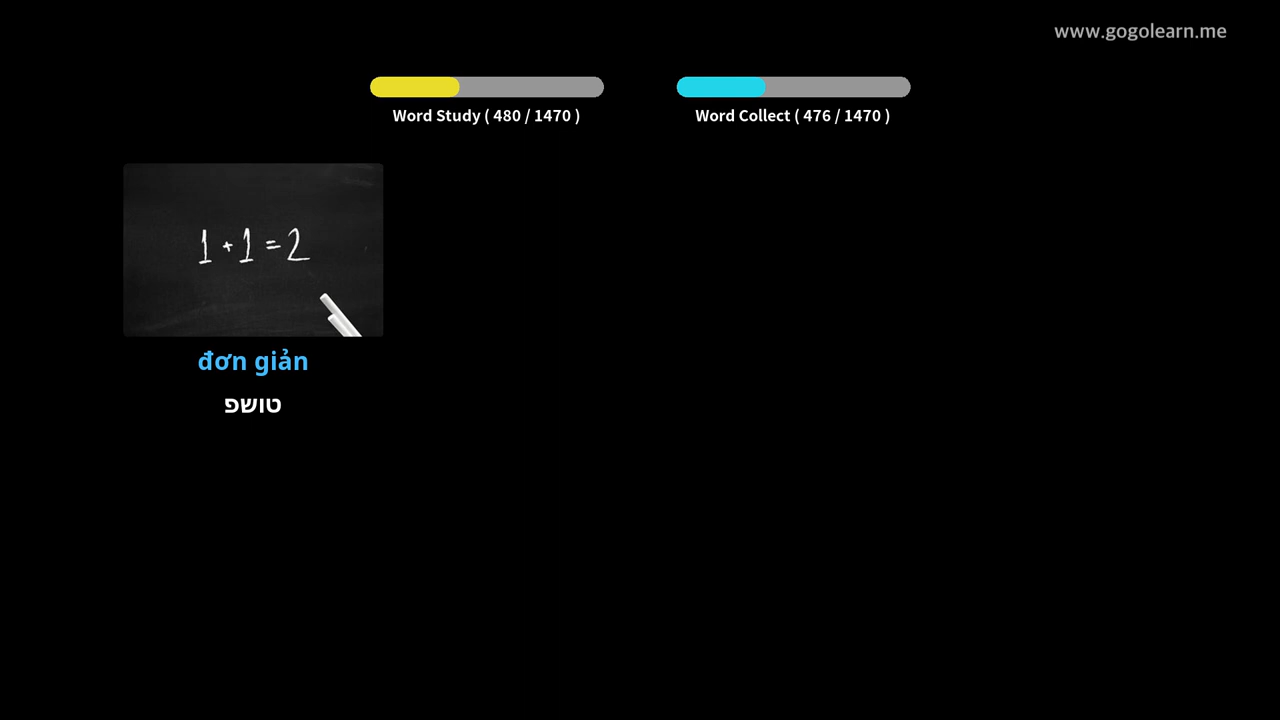 www.gogolearn.me
Word Study ( 480 / 1470 )
Word Collect ( 476 / 1470 )
1 + 1 = 2
đơn giản
טושפ